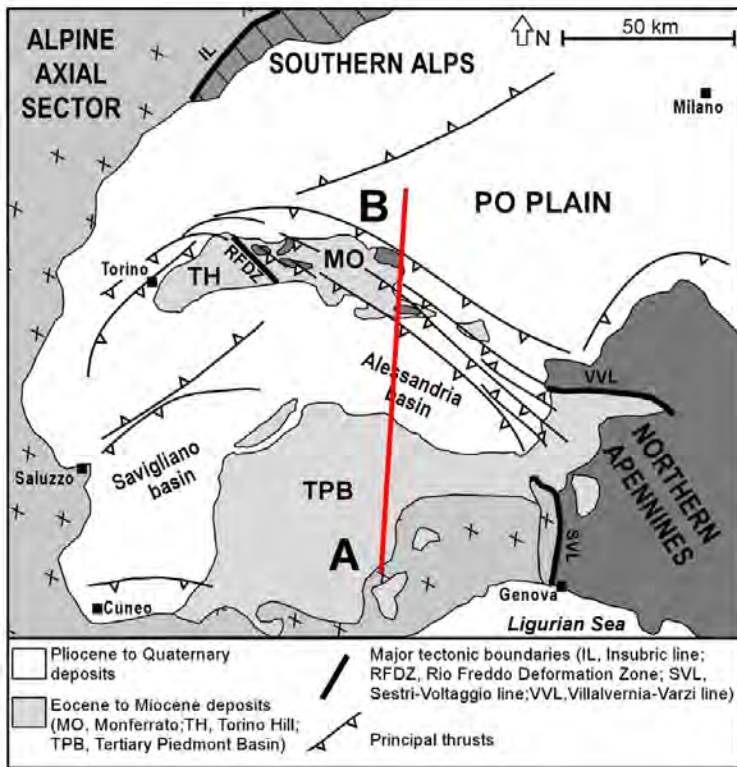 ALPINE
AXIAL
SECTOR
IL
SOUTHERN ALPS
N
50 km
Milano
B
PO PLAIN
Torino
TH
RFDZ
MO
Alessandria
basin
VVL
Savigliano
basin
Saluzzo
TPB
NORTHERN
APENNINES
A
SVL
Cuneo
Genova
Ligurian Sea
Pliocene to Quaternary
deposits
Eocene to Miocene deposits
(MO, Monferrato;TH, Torino Hill;
TPB, Tertiary Piedmont Basin)
Major tectonic boundaries (IL, Insubric line;
RFDZ, Rio Freddo Deformation Zone; SVL,
Sestri-Voltaggio line;VVL,Villalvernia-Varzi line)
Principal thrusts